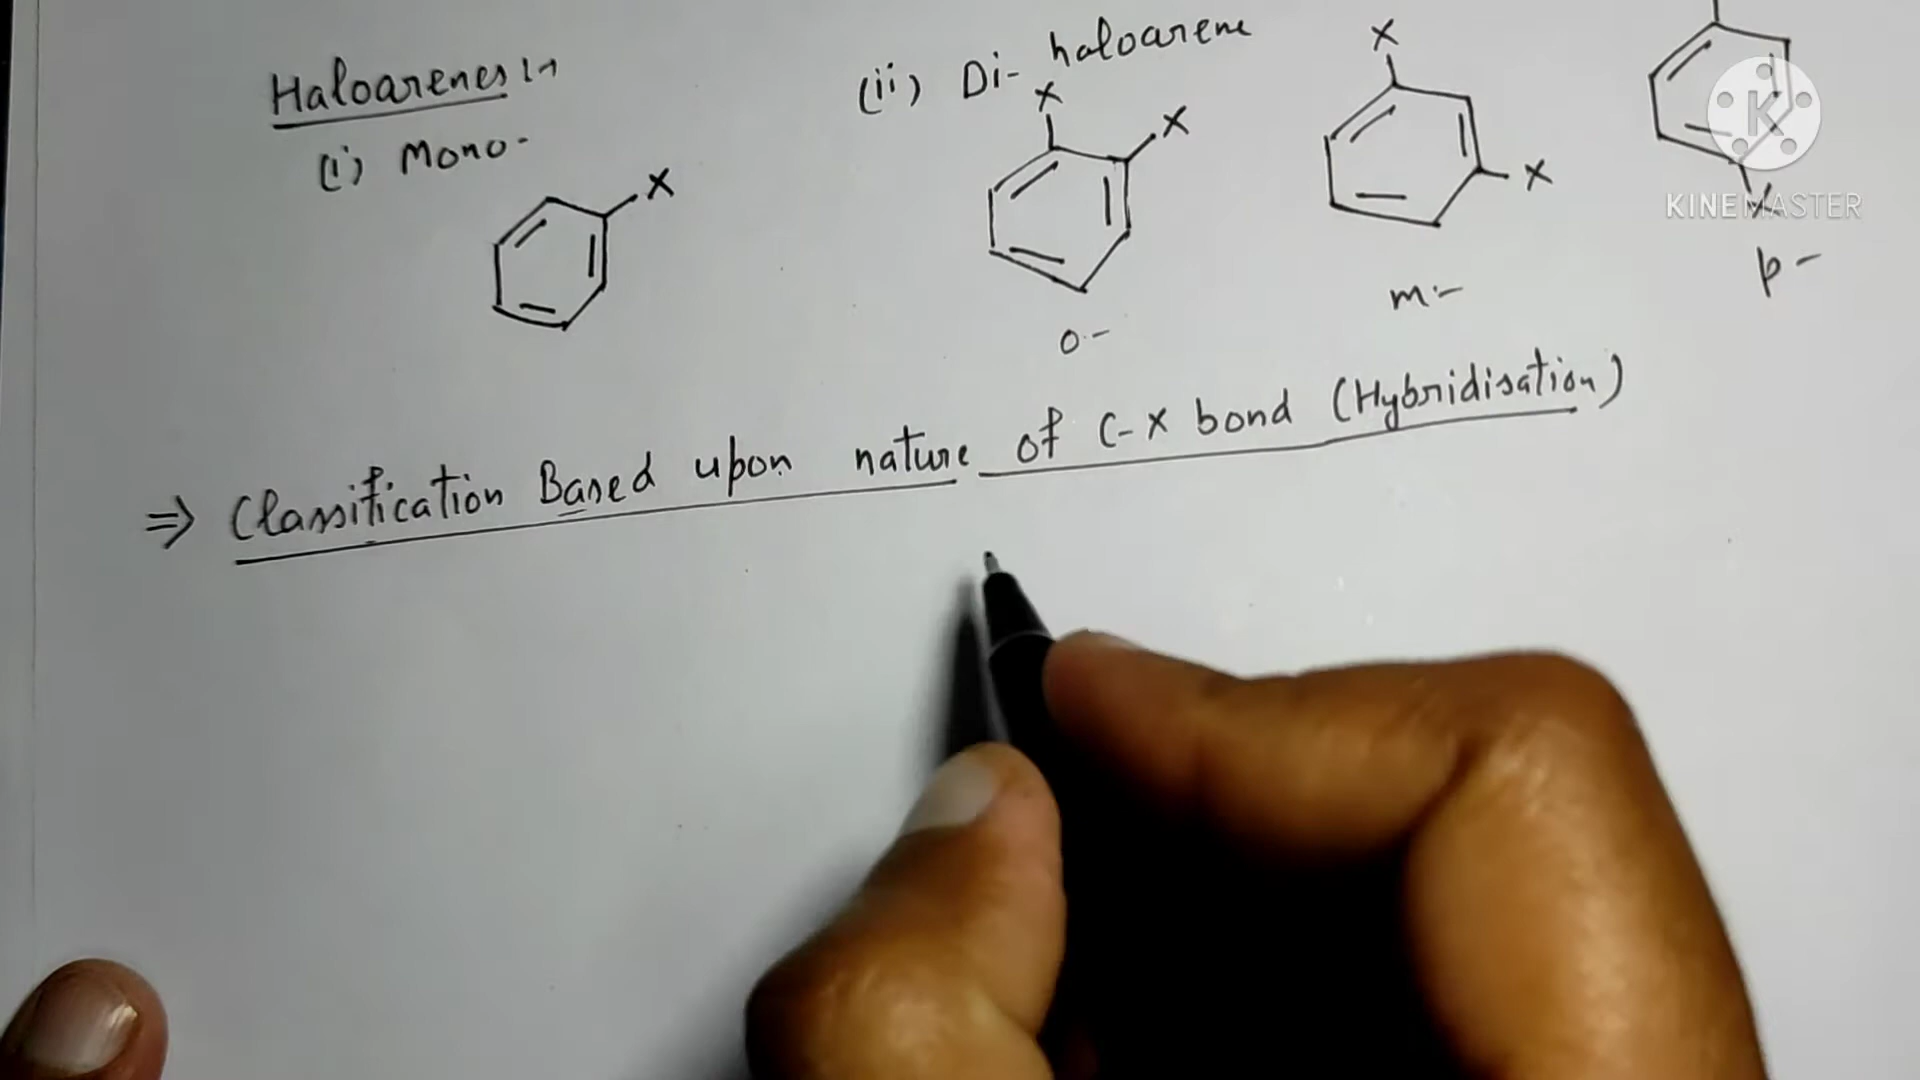 Haloarenes :-
(i) Mono-
X
(ii) Di- haloarene
X
X
o-
X
X
m-
X
p-
KINEMASTER
⇒ Classification Based upon nature of C-X bond (Hybridisation)